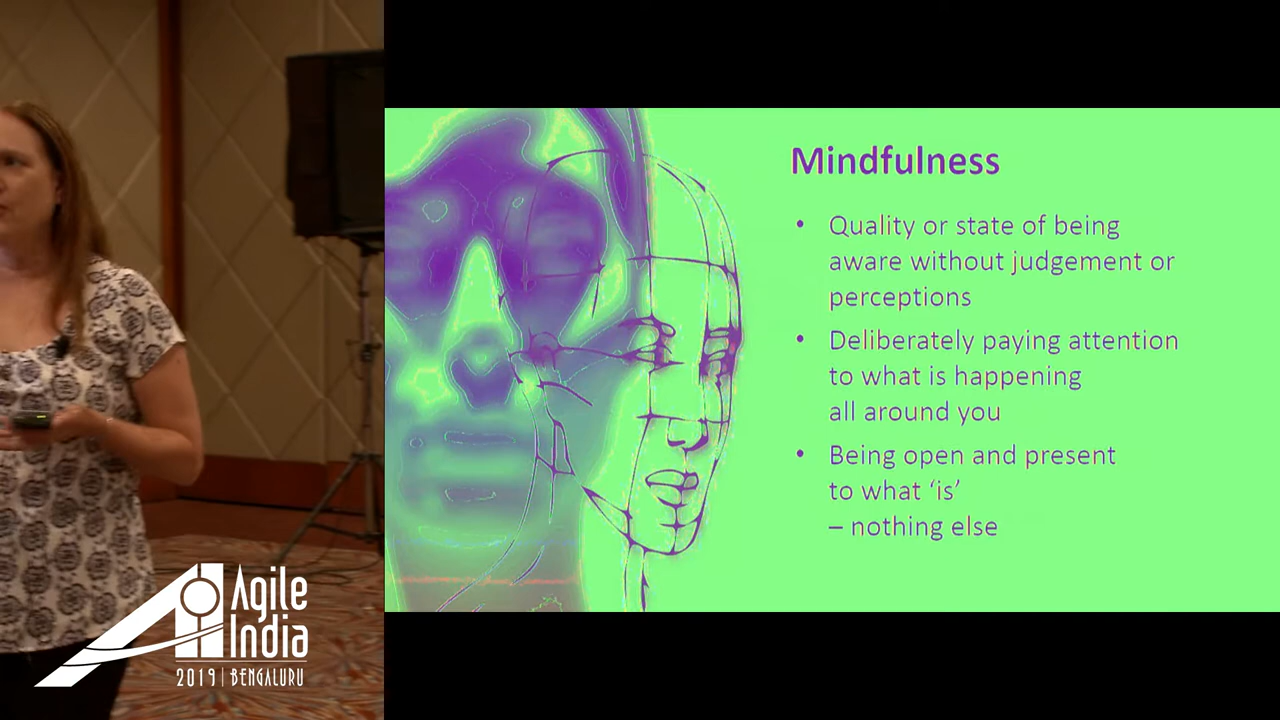 Mindfulness
• Quality or state of being
aware without judgement or
perceptions
• Deliberately paying attention
to what is happening
all around you
• Being open and present
to what ‘is’
– nothing else
Agile
India
2019 | BENGALURU